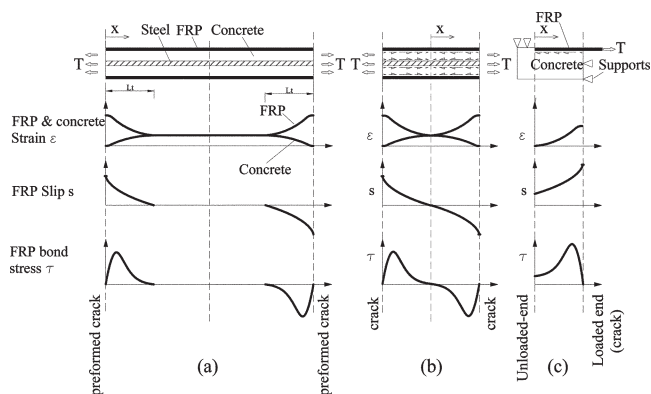 X
Steel FRP Concrete
T
T
Lt
Lt
FRP & concrete
Strain ε
FRP
Concrete
FRP Slip s
FRP bond
stress τ
preformed crack
preformed crack
(a)
X
T
T
ε
s
τ
crack
crack
(b)
FRP
X
T
Concrete
Supports
ε
s
τ
Unloaded-end
Loaded end
(crack)
(c)